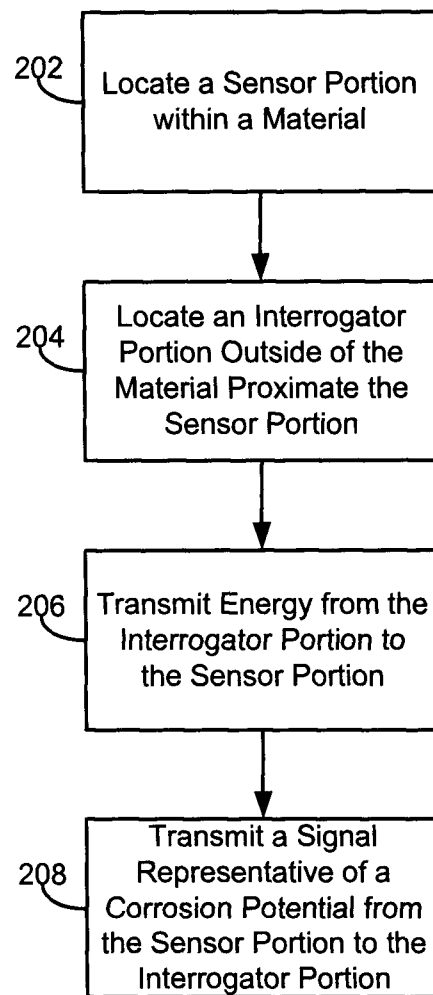 202
Locate a Sensor Portion
within a Material
204
Locate an Interrogator
Portion Outside of the
Material Proximate the
Sensor Portion
206
Transmit Energy from the
Interrogator Portion to
the Sensor Portion
208
Transmit a Signal
Representative of a
Corrosion Potential from
the Sensor Portion to the
Interrogator Portion